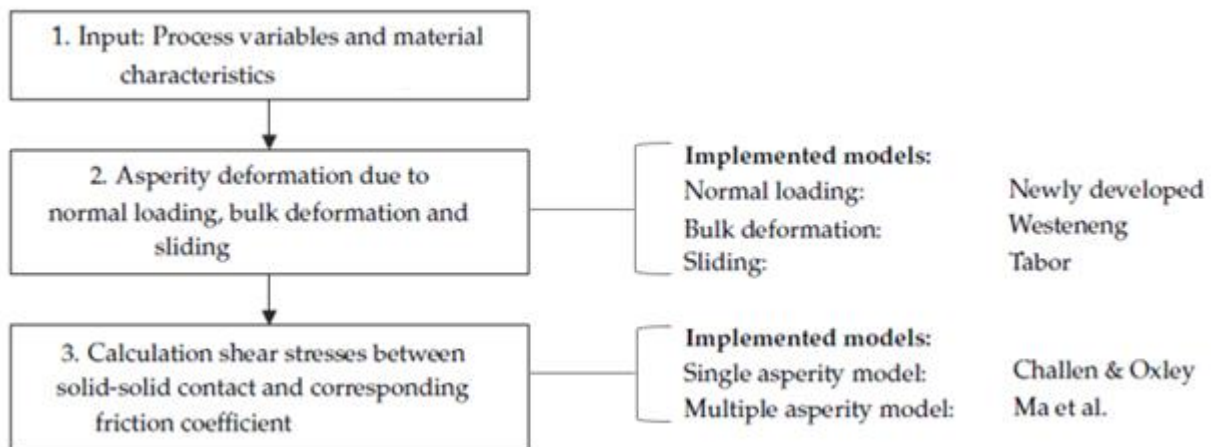 1. Input: Process variables and material
characteristics
2. Asperity deformation due to
normal loading, bulk deformation and
sliding
Implemented models:
Normal loading: Newly developed
Bulk deformation: Westeneng
Sliding: Tabor
3. Calculation shear stresses between
solid-solid contact and corresponding
friction coefficient
Implemented models:
Single asperity model: Challen & Oxley
Multiple asperity model: Ma et al.